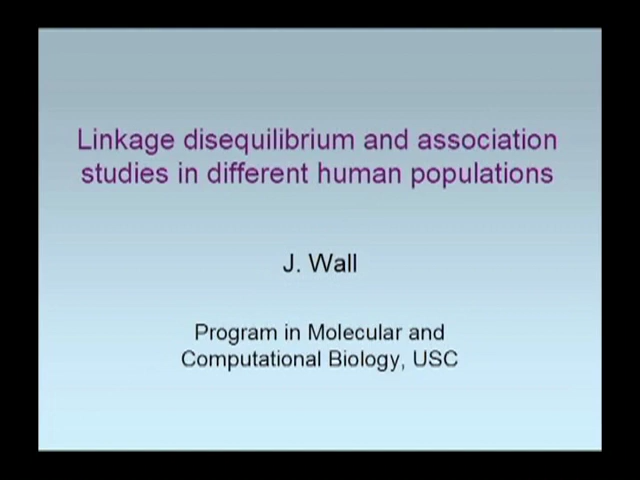 Linkage disequilibrium and association
studies in different human populations
J. Wall
Program in Molecular and
Computational Biology, USC